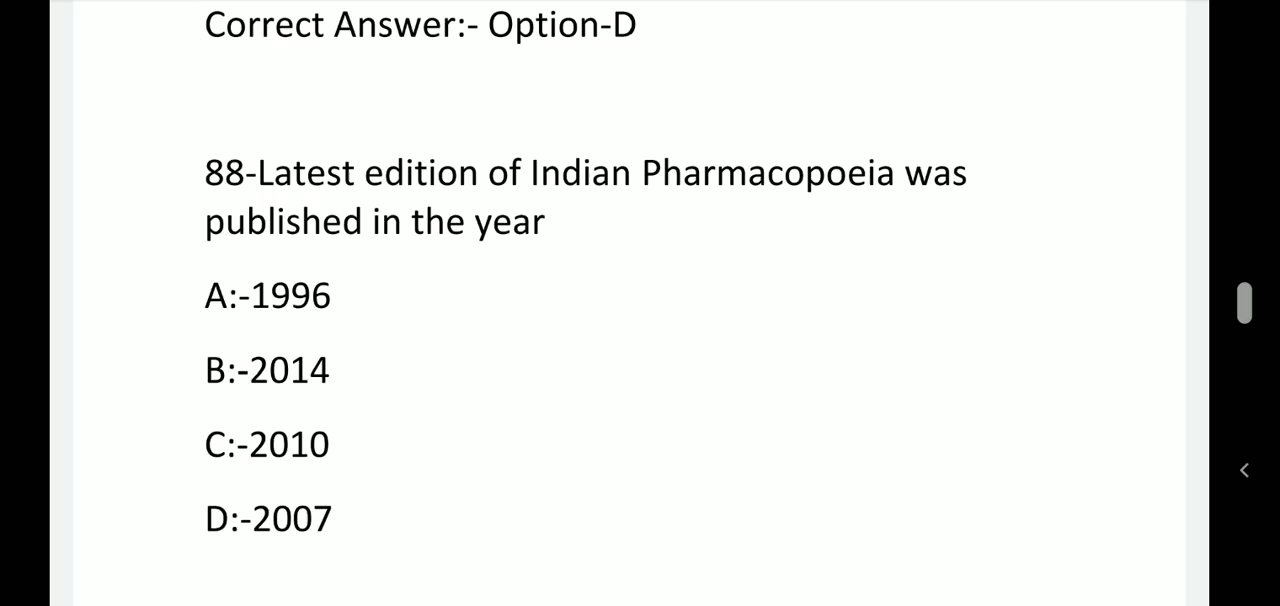 Correct Answer:- Option-D
88-Latest edition of Indian Pharmacopoeia was
published in the year
A:-1996
B:-2014
C:-2010
D:-2007